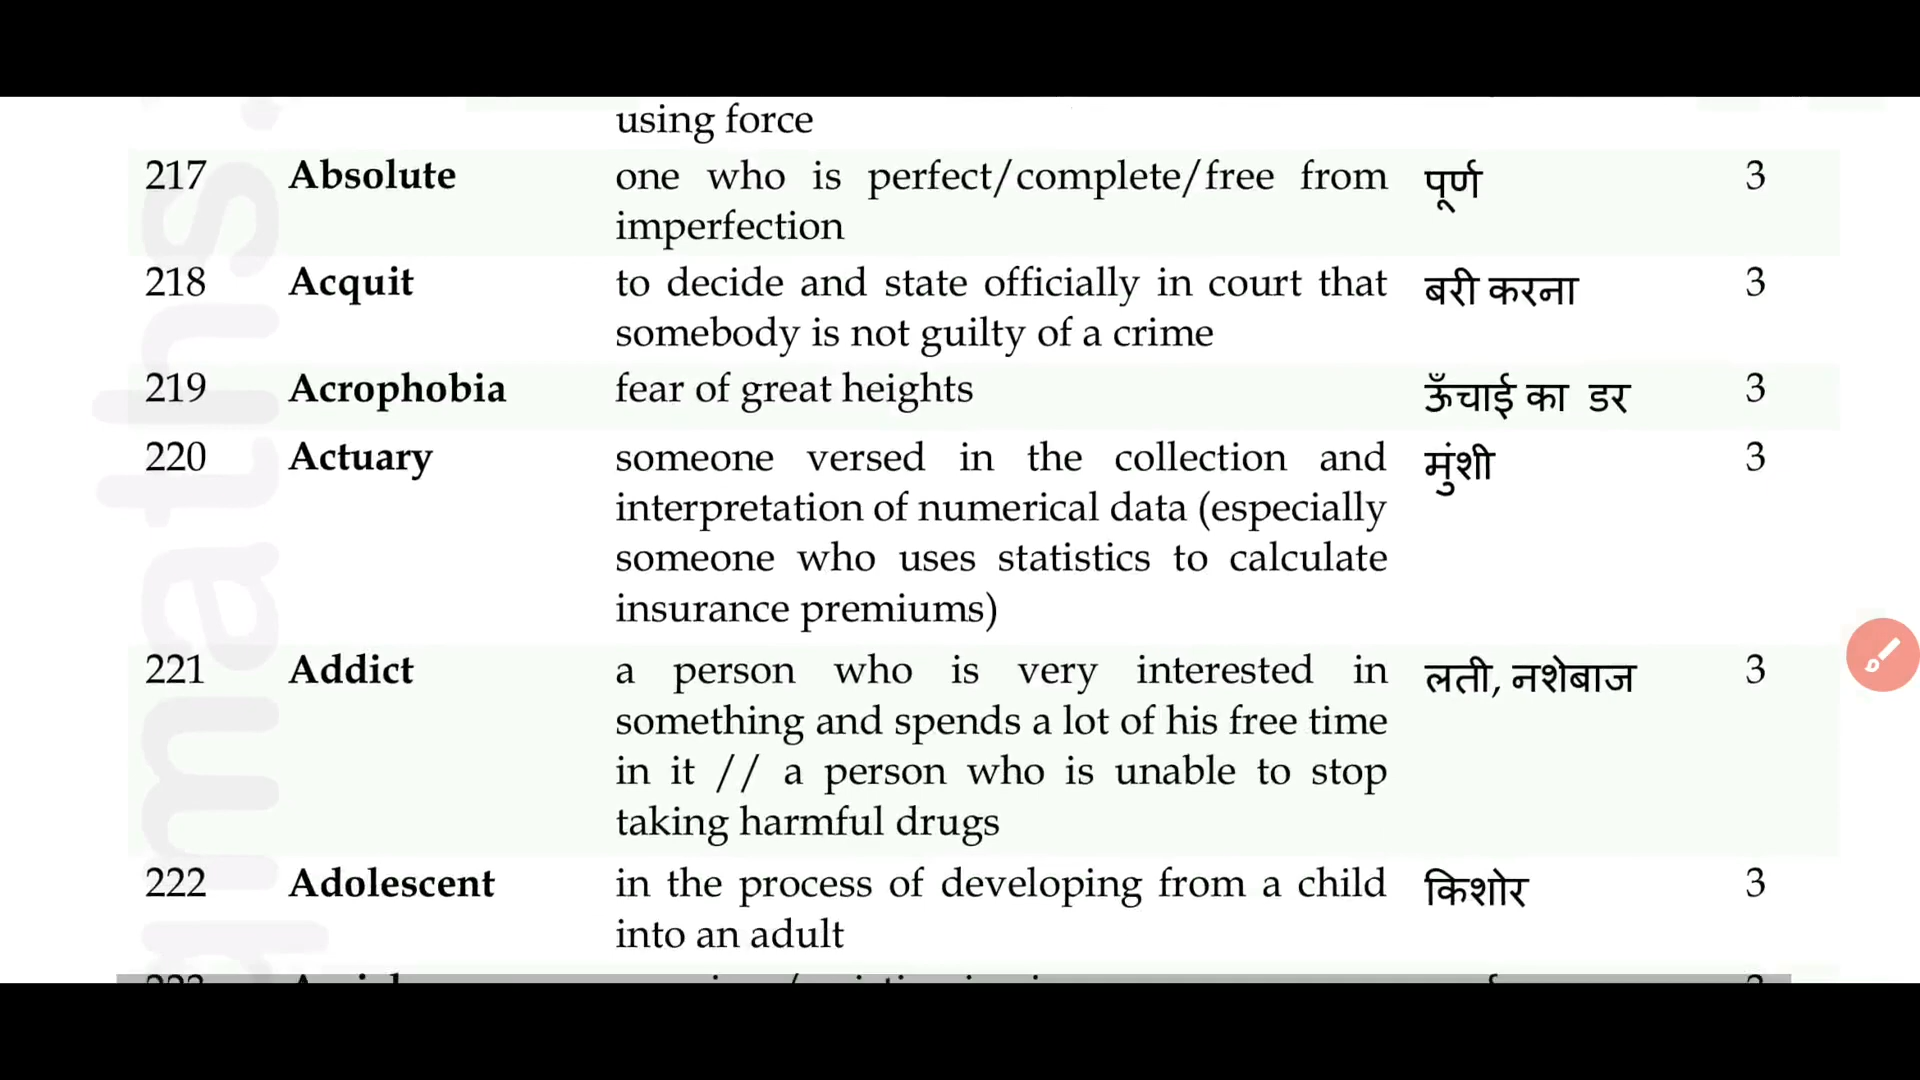 using force
217 Absolute one who is perfect/complete/free from पूर्ण 3
imperfection
218 Acquit to decide and state officially in court that बरी करना 3
somebody is not guilty of a crime
219 Acrophobia fear of great heights ऊँचाई का डर 3
220 Actuary someone versed in the collection and मुंशी 3
interpretation of numerical data (especially
someone who uses statistics to calculate
insurance premiums)
221 Addict a person who is very interested in लती, नशेबाज 3
something and spends a lot of his free time
in it // a person who is unable to stop
taking harmful drugs
222 Adolescent in the process of developing from a child किशोर 3
into an adult
maths